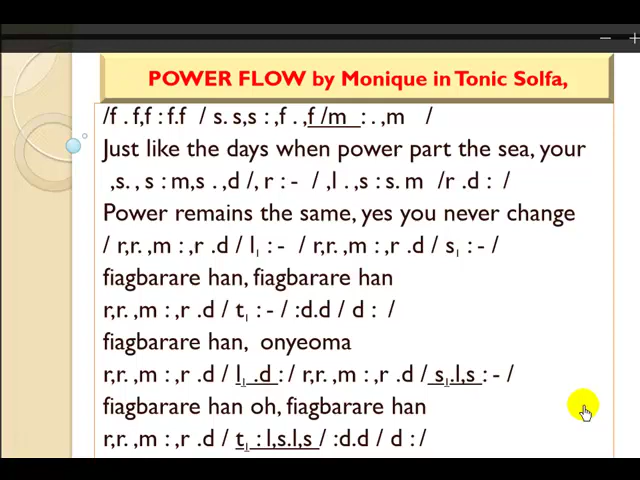 POWER FLOW by Monique in Tonic Solfa,
/f . f,f : f.f / s. s,s : ,f . ,f /m : . ,m /
Just like the days when power part the sea, your
,s. , s : m,s . ,d /, r : - / ,l . ,s : s. m /r .d : /
Power remains the same, yes you never change
/ r,r. ,m : ,r .d / l₁ : - / r,r. ,m : ,r .d / s₁ : - /
fiagbarare han, fiagbarare han
r,r. ,m : ,r .d / t₁ : - / :d.d / d : /
fiagbarare han, onyeoma
r,r. ,m : ,r .d / l₁ .d : / r,r. ,m : ,r .d / s₁.l,s : - /
fiagbarare han oh, fiagbarare han
r,r. ,m : ,r .d / t₁ : l,s.l,s / :d.d / d : /